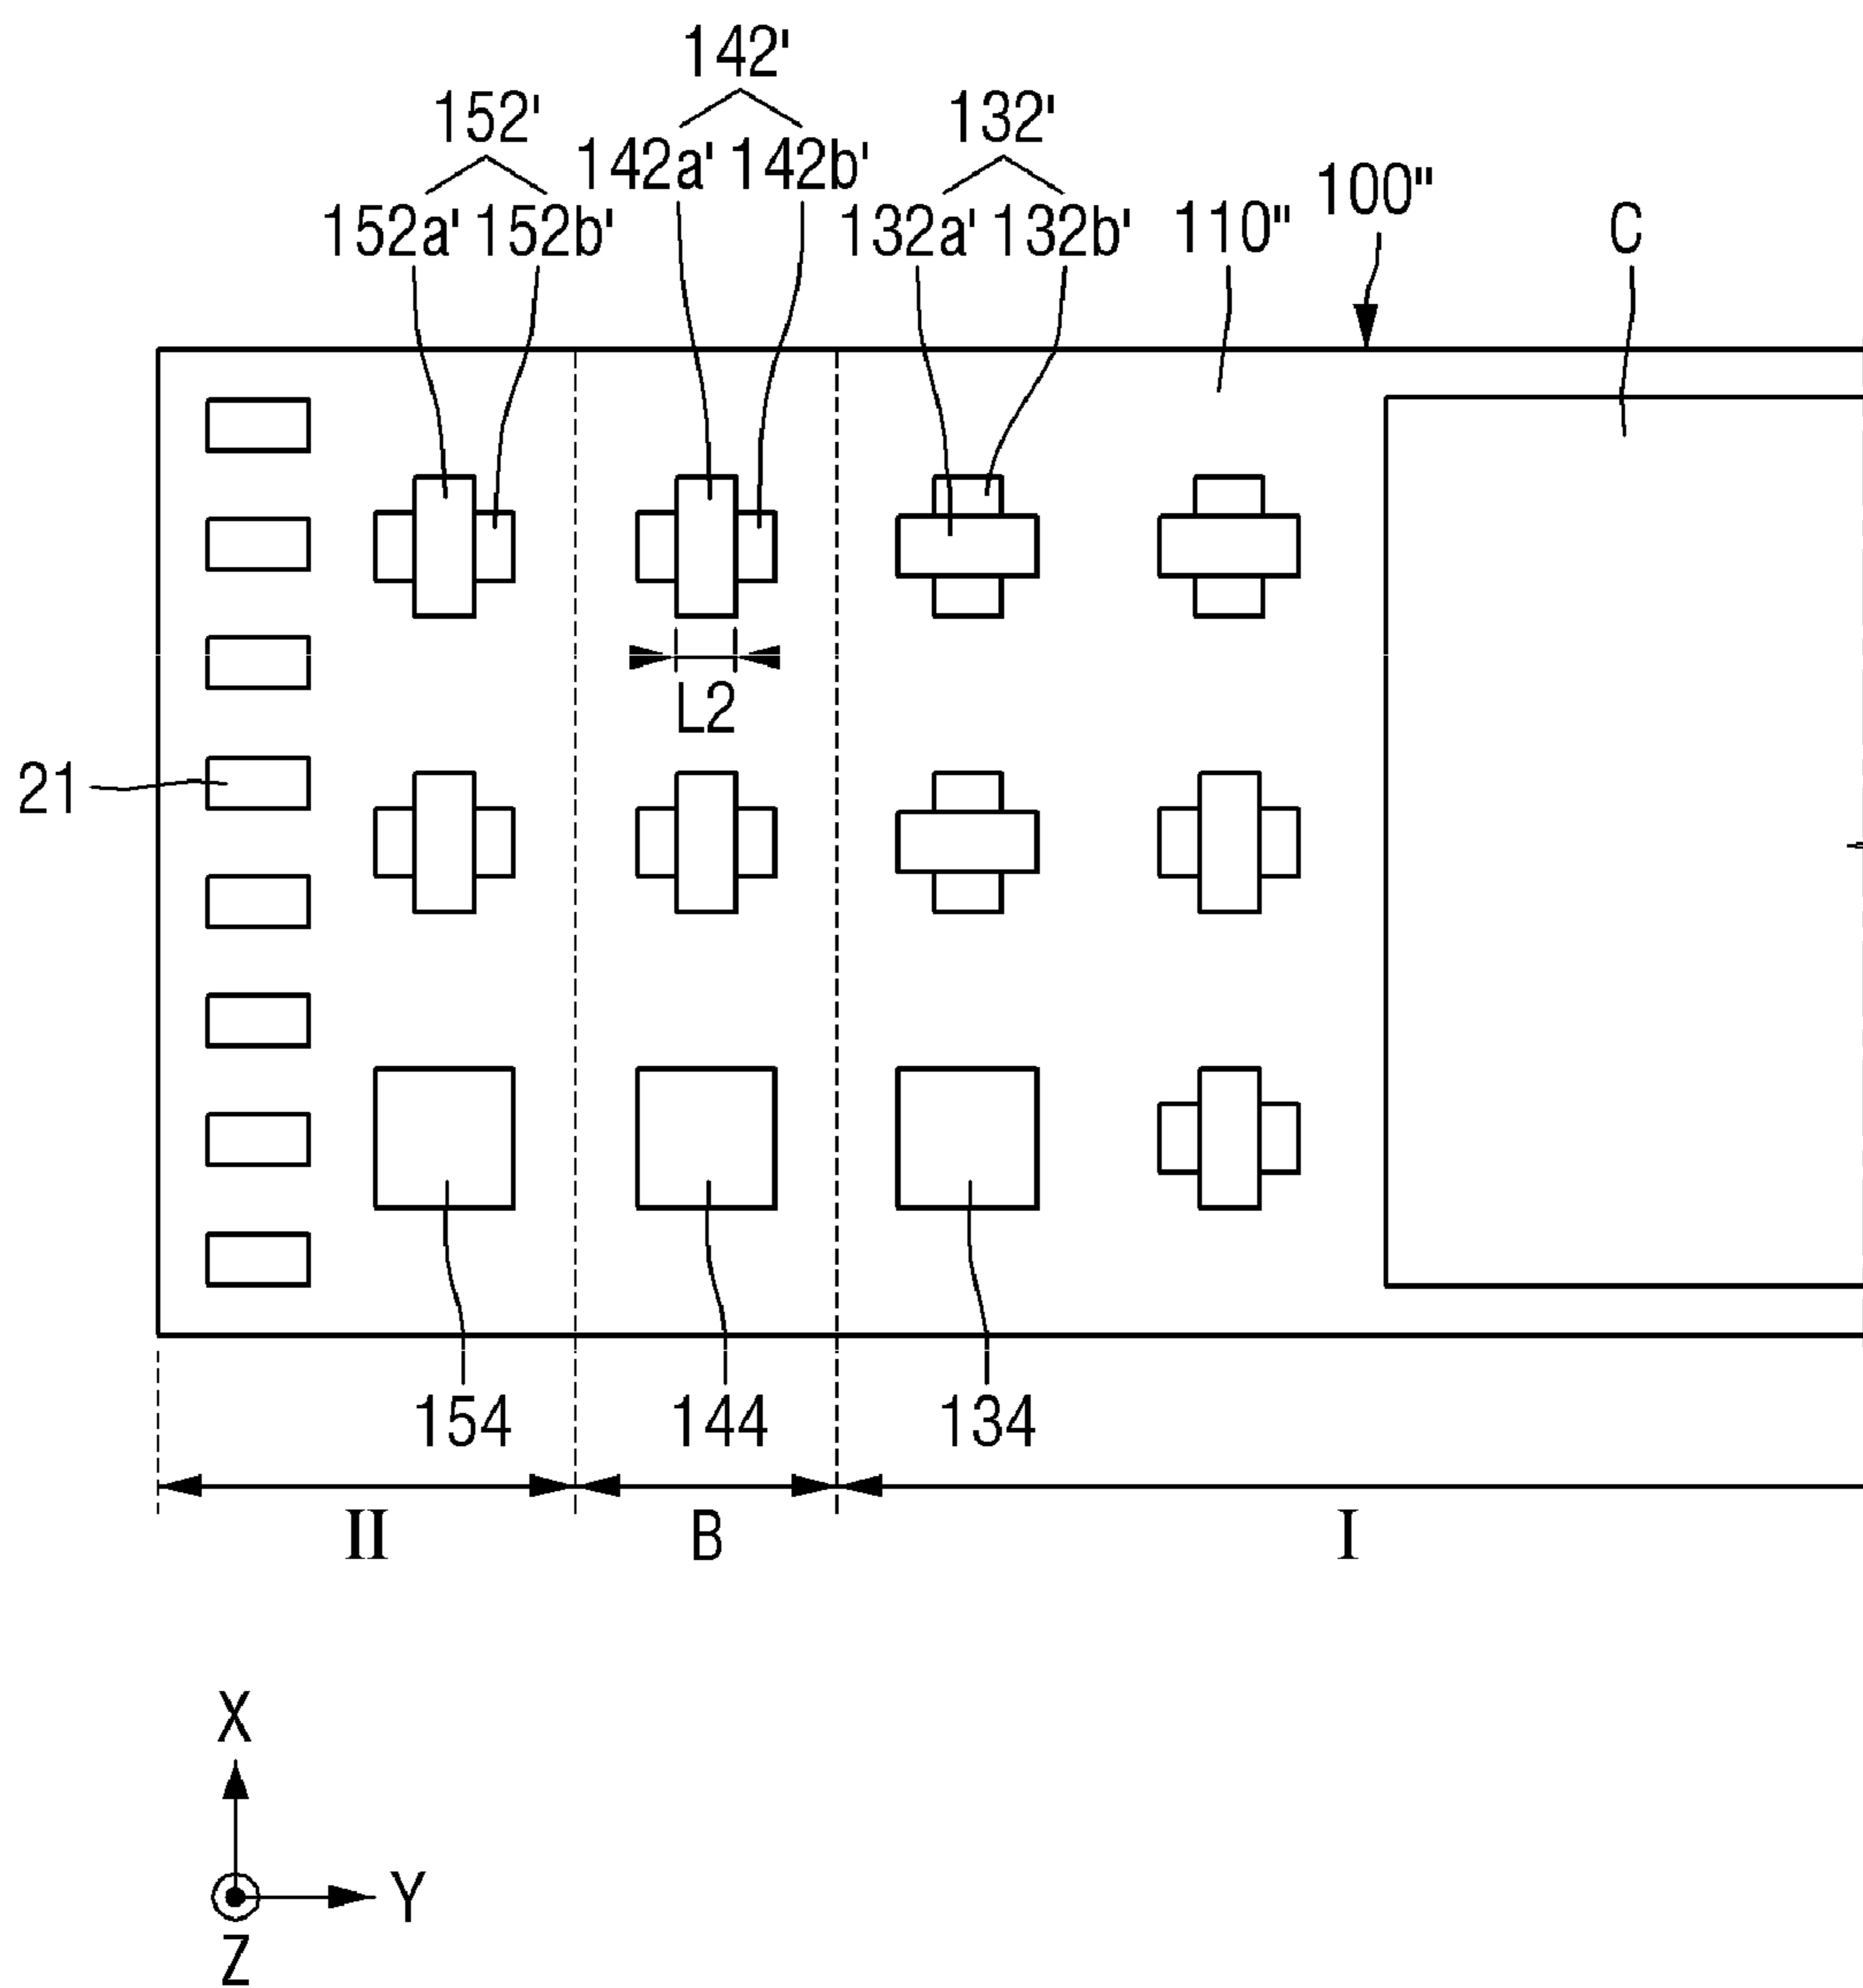 142'
152' 132'
142a' 142b' 100"
152a' 152b' 132a' 132b' 110" C
L2
21
154 144 134
II B I
X
Y
Z